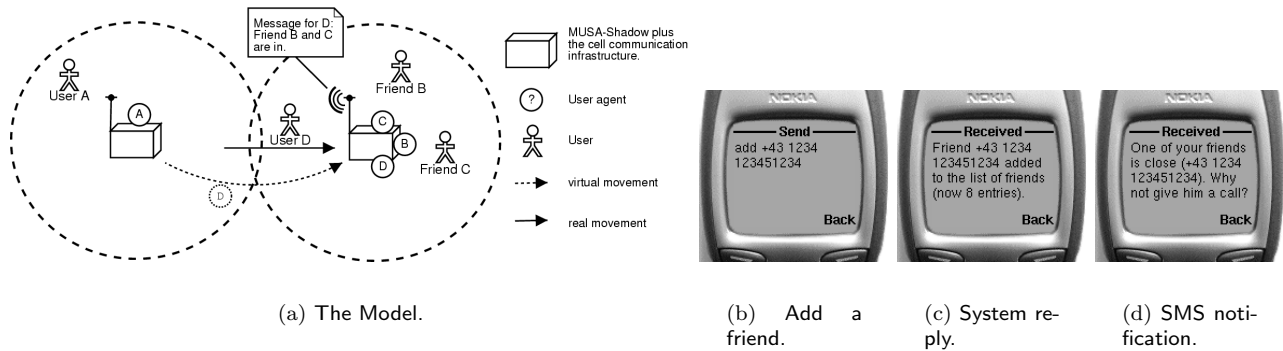 Message for D:
Friend B and C
are in.
User A
A
D
User D
Friend B
C
B
D
Friend C
MUSA-Shadow plus
the cell communication
infrastructure.
?
User agent
User
virtual movement
real movement
(a) The Model.
NOKIA
Send
add +43 1234
123451234
Back
(b) Add a
friend.
NOKIA
Received
Friend +43 1234
123451234 added
to the list of friends
(now 8 entries).
Back
(c) System re-
ply.
NOKIA
Received
One of your friends
is close (+43 1234
123451234). Why
not give him a call?
Back
(d) SMS noti-
fication.